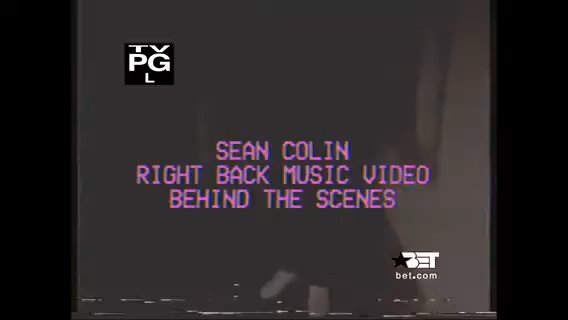 TV
PG
L
SEAN COLIN
RIGHT BACK MUSIC VIDEO
BEHIND THE SCENES
BET
bet.com